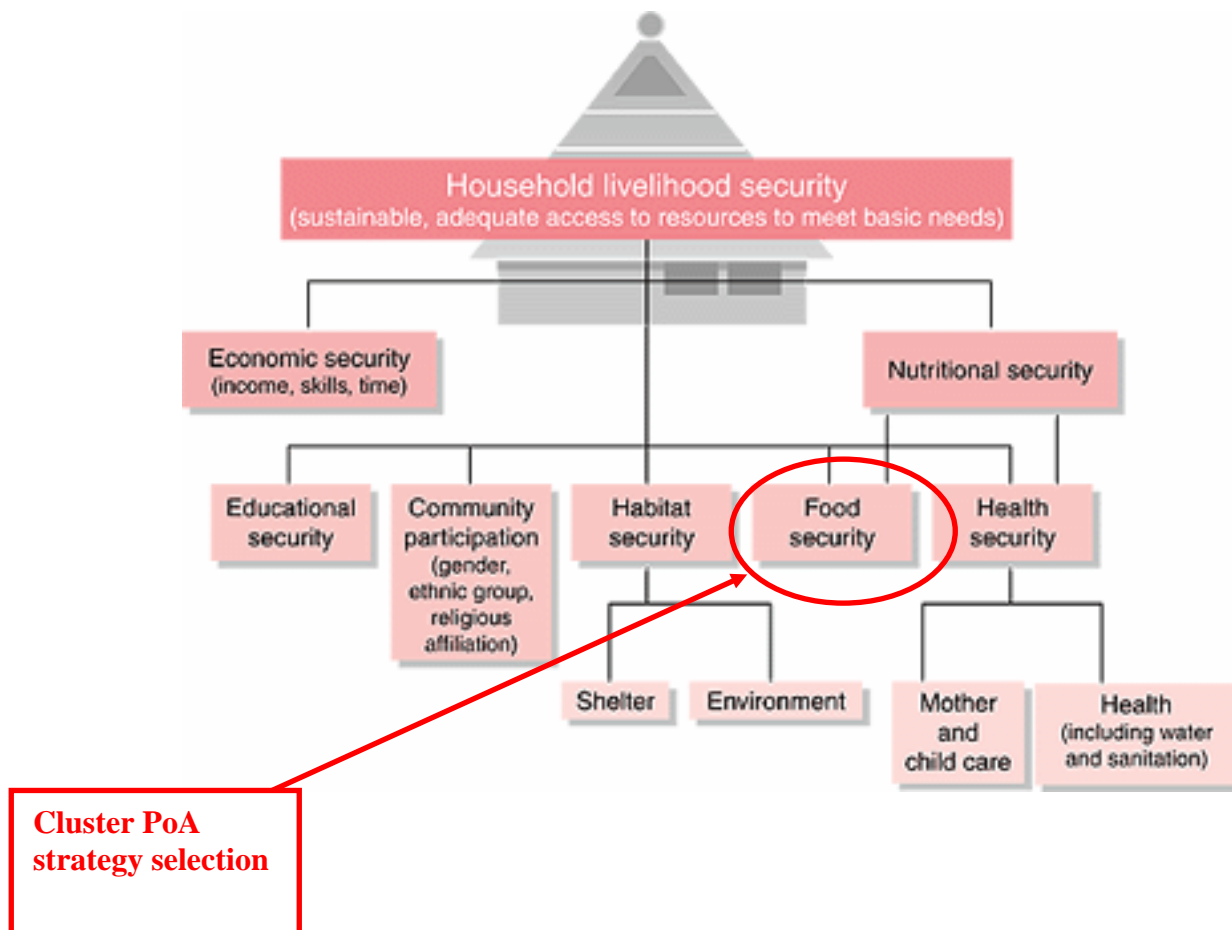 Household livelihood security
(sustainable, adequate access to resources to meet basic needs)
Economic security
(income, skills, time)
Nutritional security
Educational
security
Community
participation
(gender,
ethnic group,
religious
affiliation)
Habitat
security
Food
security
Health
security
Shelter
Environment
Mother
and
child care
Health
(including water
and sanitation)
Cluster PoA
strategy selection